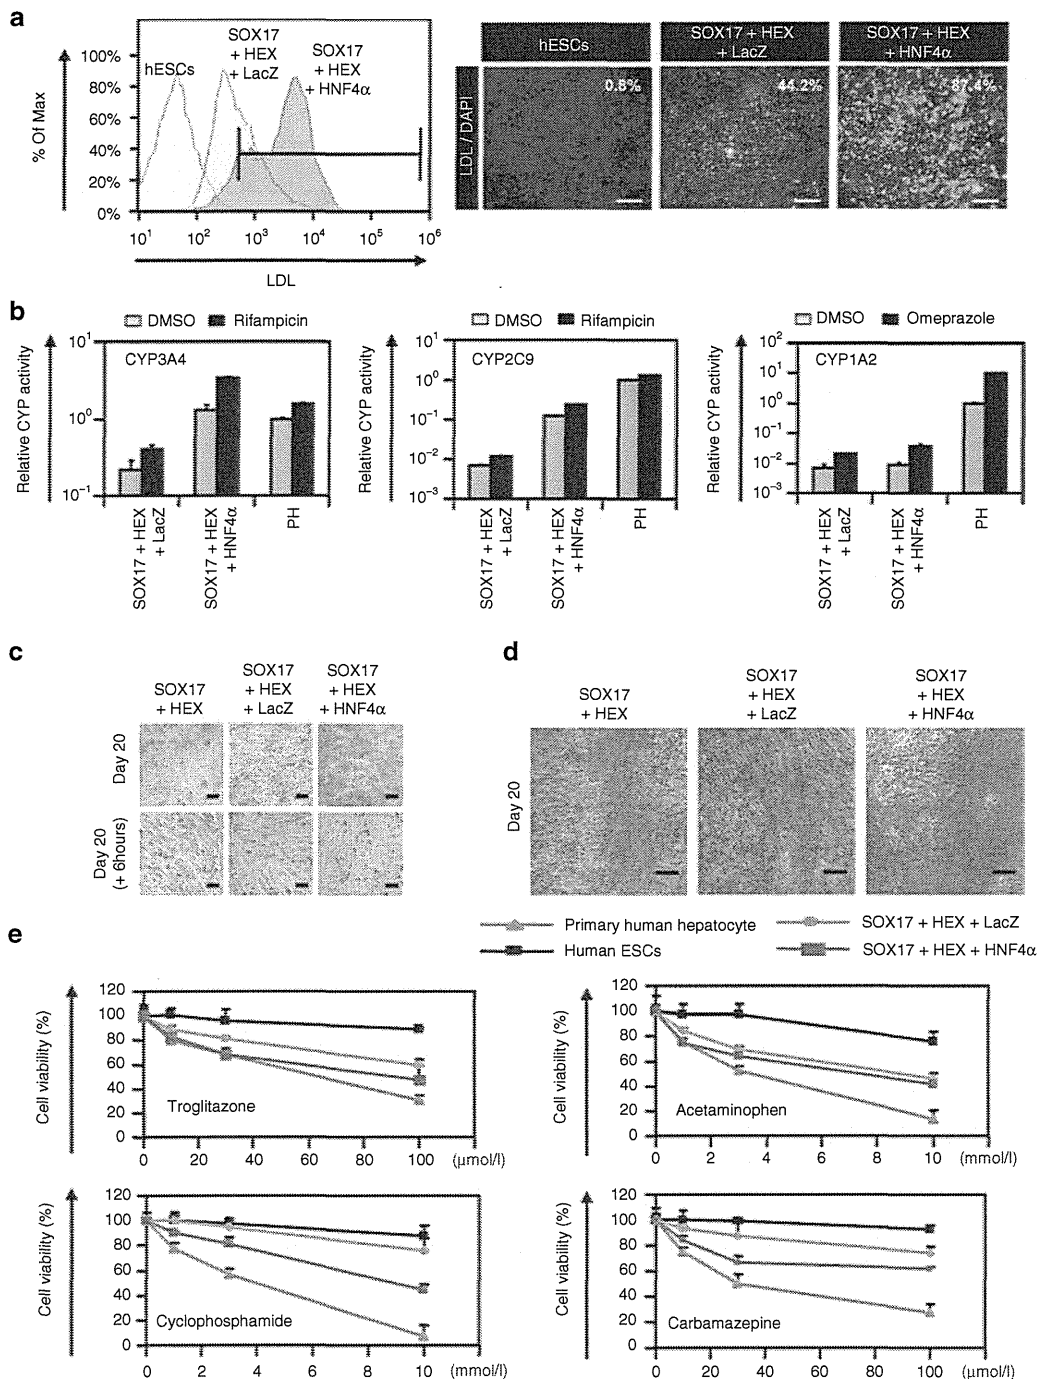 a
100%
80%
60%
40%
20%
0%
% Of Max
hESCs
SOX17
+ HEX
+ LacZ
SOX17
+ HEX
+ HNF4α
10¹ 10² 10³ 10⁴ 10⁵ 10⁶
LDL
hESCs
SOX17 + HEX
+ LacZ
SOX17 + HEX
+ HNF4α
LDL / DAPI
0.8%
44.2%
87.4%
b
DMSO Rifampicin
Relative CYP activity
10¹
10⁰
10⁻¹
CYP3A4
SOX17 + HEX
+ LacZ
SOX17 + HEX
+ HNF4α
PH
DMSO Rifampicin
Relative CYP activity
10¹
10⁰
10⁻¹
10⁻²
10⁻³
CYP2C9
SOX17 + HEX
+ LacZ
SOX17 + HEX
+ HNF4α
PH
DMSO Omeprazole
Relative CYP activity
10²
10¹
10⁰
10⁻¹
10⁻²
10⁻³
CYP1A2
SOX17 + HEX
+ LacZ
SOX17 + HEX
+ HNF4α
PH
c
SOX17
+ HEX
SOX17
+ HEX
+ LacZ
SOX17
+ HEX
+ HNF4α
Day 20
Day 20
(+ 6hours)
d
SOX17
+ HEX
SOX17
+ HEX
+ LacZ
SOX17
+ HEX
+ HNF4α
Day 20
e
Primary human hepatocyte
SOX17 + HEX + LacZ
Human ESCs
SOX17 + HEX + HNF4α
Cell viability (%)
120
100
80
60
40
20
0
Troglitazone
0 20 40 60 80 100 (μmol/l)
Cell viability (%)
120
100
80
60
40
20
0
Acetaminophen
0 2 4 6 8 10 (mmol/l)
Cell viability (%)
120
100
80
60
40
20
0
Cyclophosphamide
0 2 4 6 8 10 (mmol/l)
Cell viability (%)
120
100
80
60
40
20
0
Carbamazepine
0 20 40 60 80 100 (μmol/l)